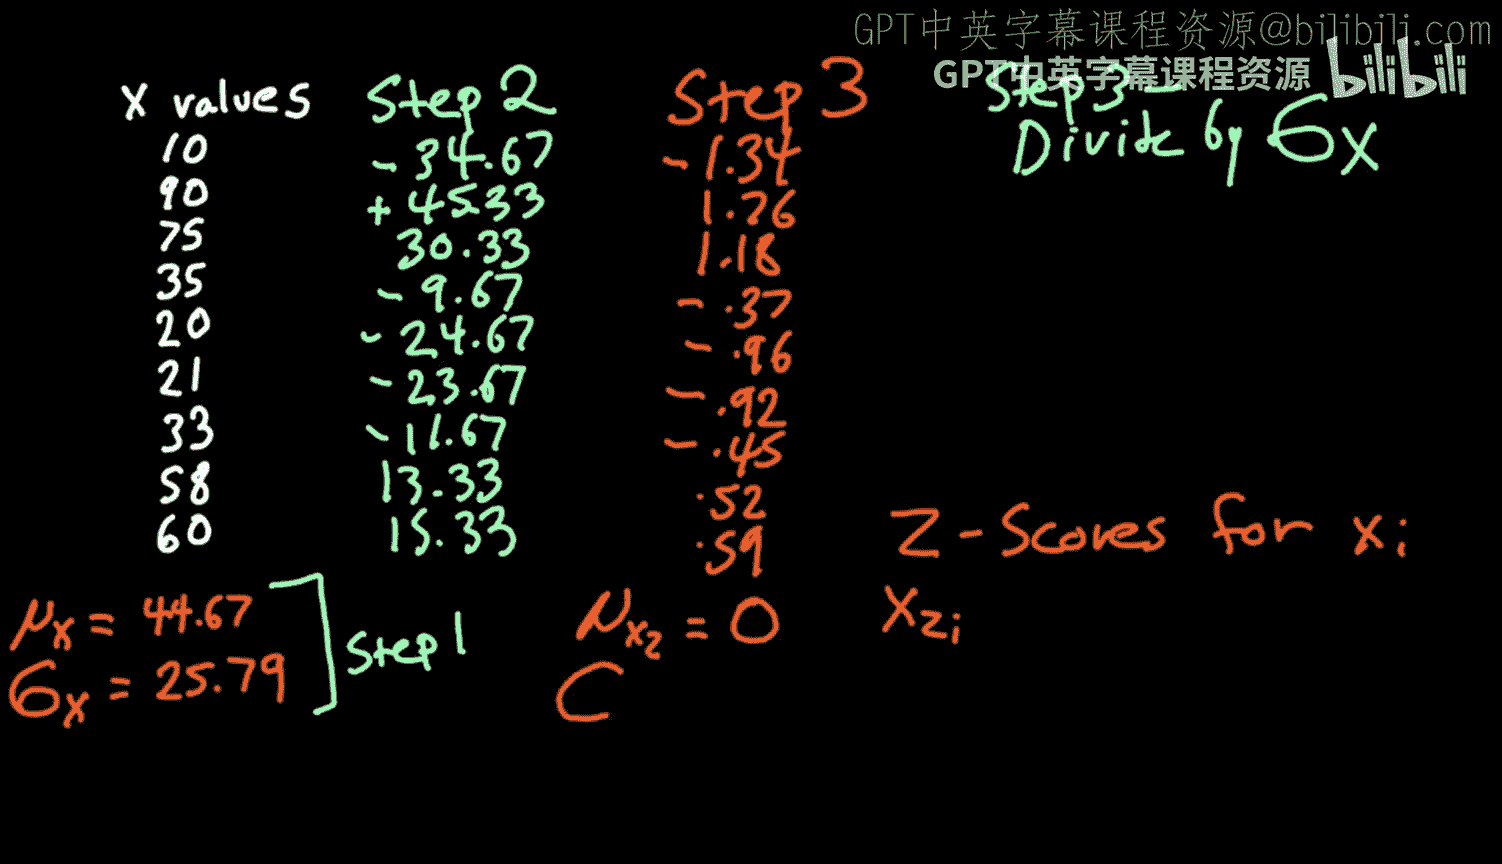 GPT中英字幕课程资源@bilibili.com
GPT中英字幕课程资源 bilibili
x values Step 2 Step 3 Step 3 –
Divide by σx
10 - 34.67 - 1.34
90 + 45.33 1.76
75 30.33 1.18
35 - 9.67 - .37
20 - 24.67 - .96
21 - 23.67 - .92
33 - 11.67 - .45
58 13.33 .52
60 15.33 .59
Z - Scores for xi
μx = 44.67 Step 1 μxz = 0 xzi
σx = 25.79 C